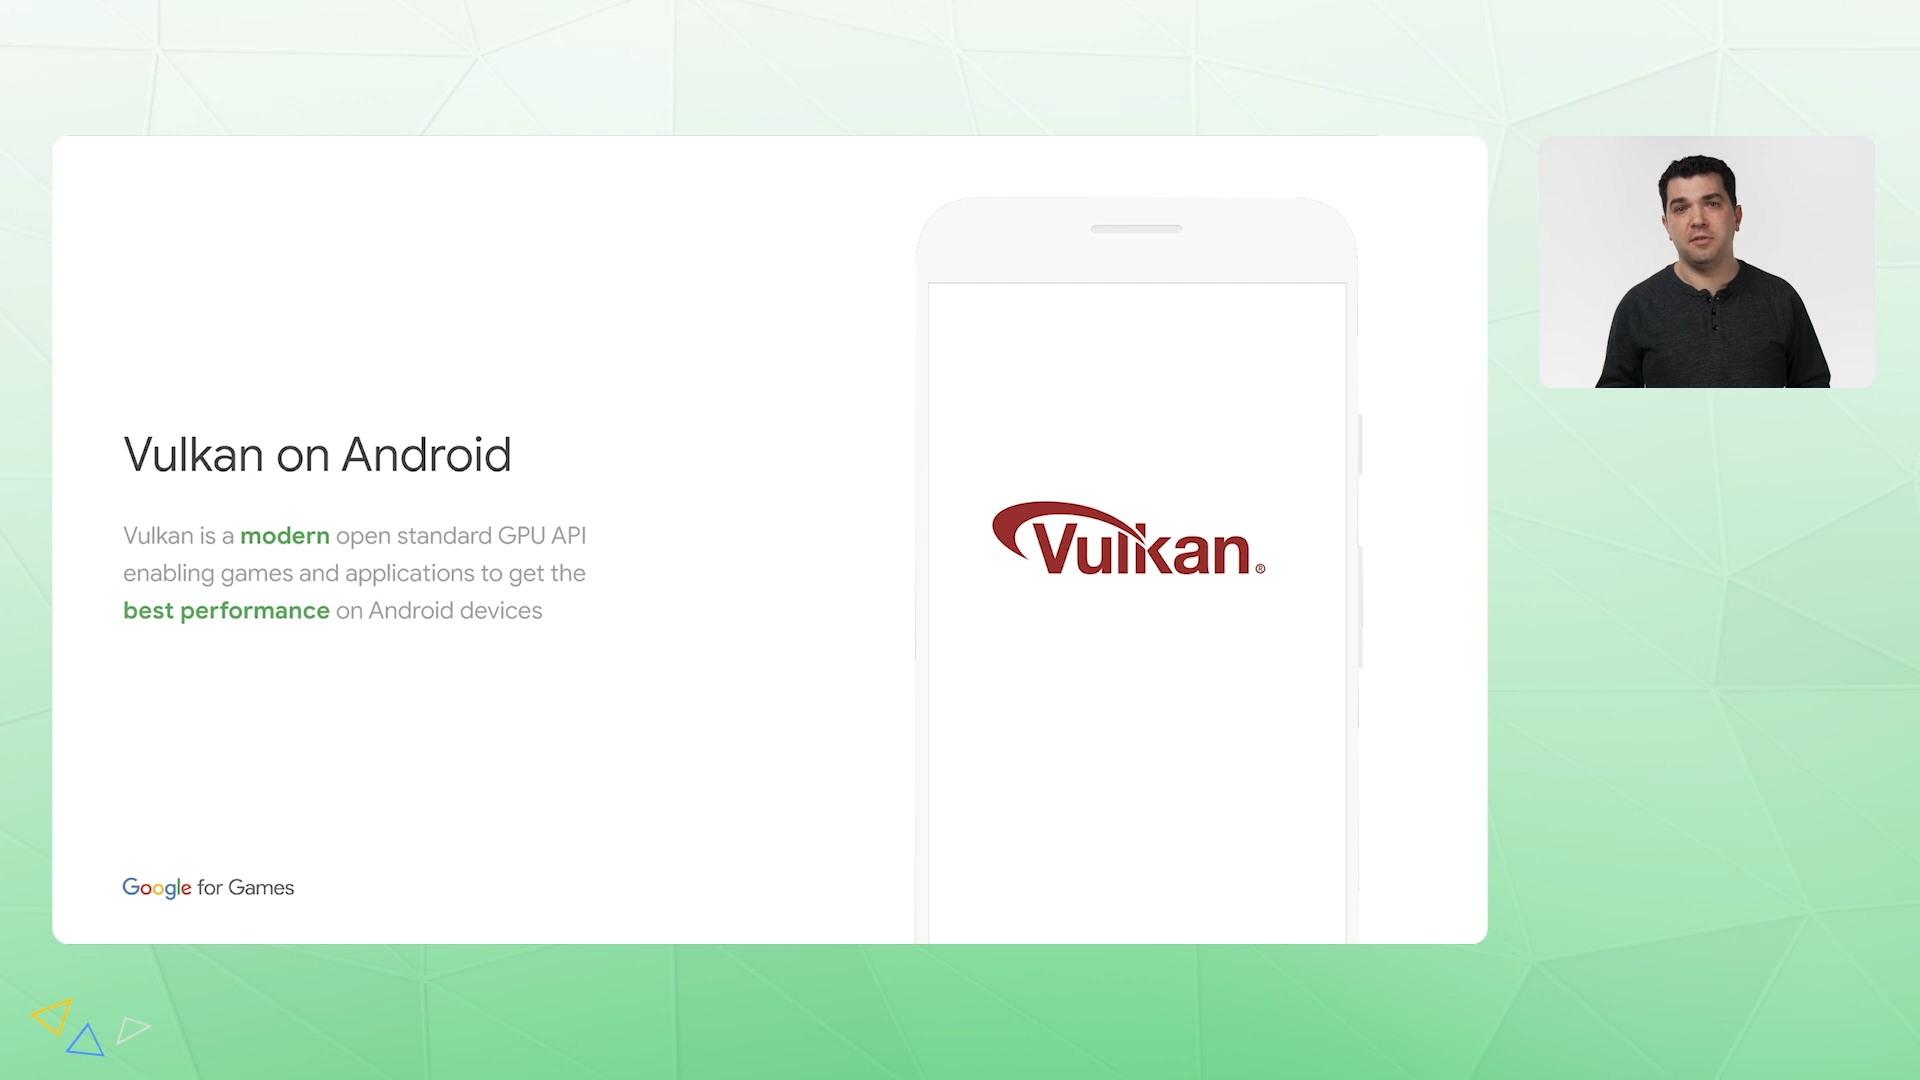 Vulkan on Android
Vulkan is a modern open standard GPU API
enabling games and applications to get the
best performance on Android devices
Vulkan®
Google for Games